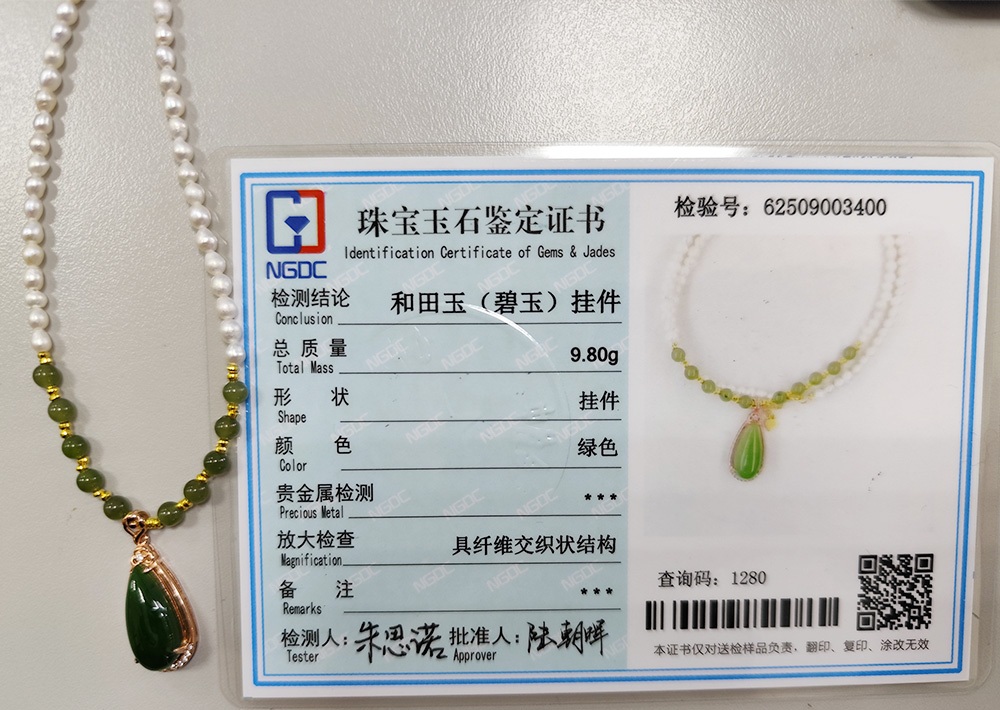 珠宝玉石鉴定证书
Identification Certificate of Gems & Jades
NGDC
检测结论 和田玉（碧玉）挂件
Conclusion
总质量 9.80g
Total Mass
形状 挂件
Shape
颜色 绿色
Color
贵金属检测 ***
Precious Metal
放大检查 具纤维交织状结构
Magnification
备注 ***
Remarks
检测人：朱思诺 批准人：陆朝晖
Tester Approver
检验号：62509003400
查询码：1280
本证书仅对送检样品负责，翻印、复印、涂改无效